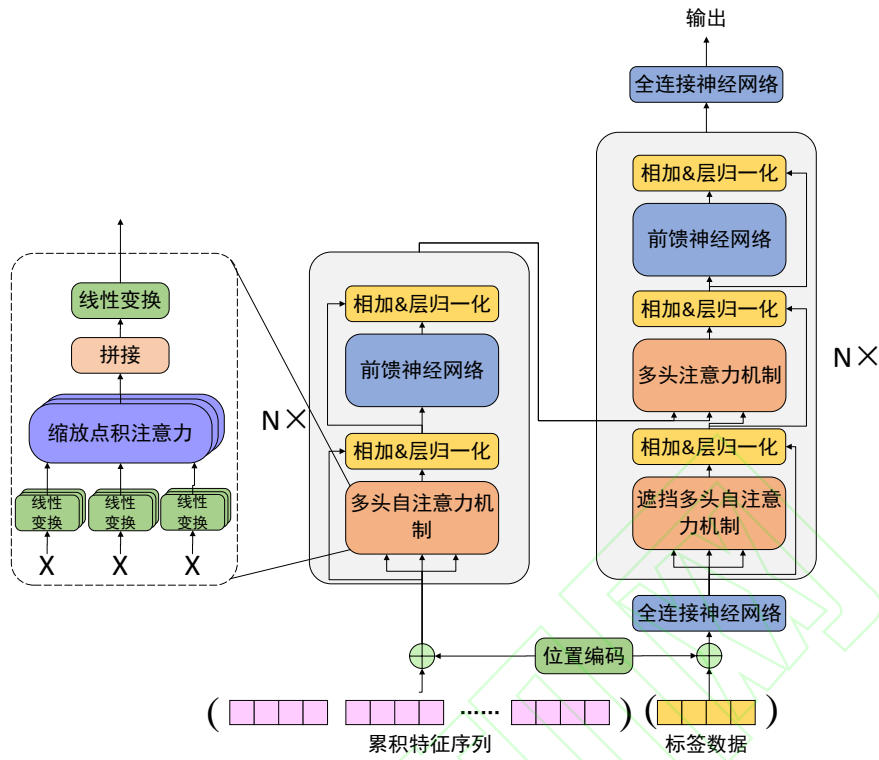 输出
全连接神经网络
相加&层归一化
前馈神经网络
相加&层归一化
多头注意力机制
相加&层归一化
遮挡多头自注意
力机制
N×
全连接神经网络
相加&层归一化
前馈神经网络
相加&层归一化
多头自注意力机
制
N×
线性变换
拼接
缩放点积注意力
线性
变换
线性
变换
线性
变换
X
X
X
位置编码
( …… )
( )
累积特征序列
标签数据